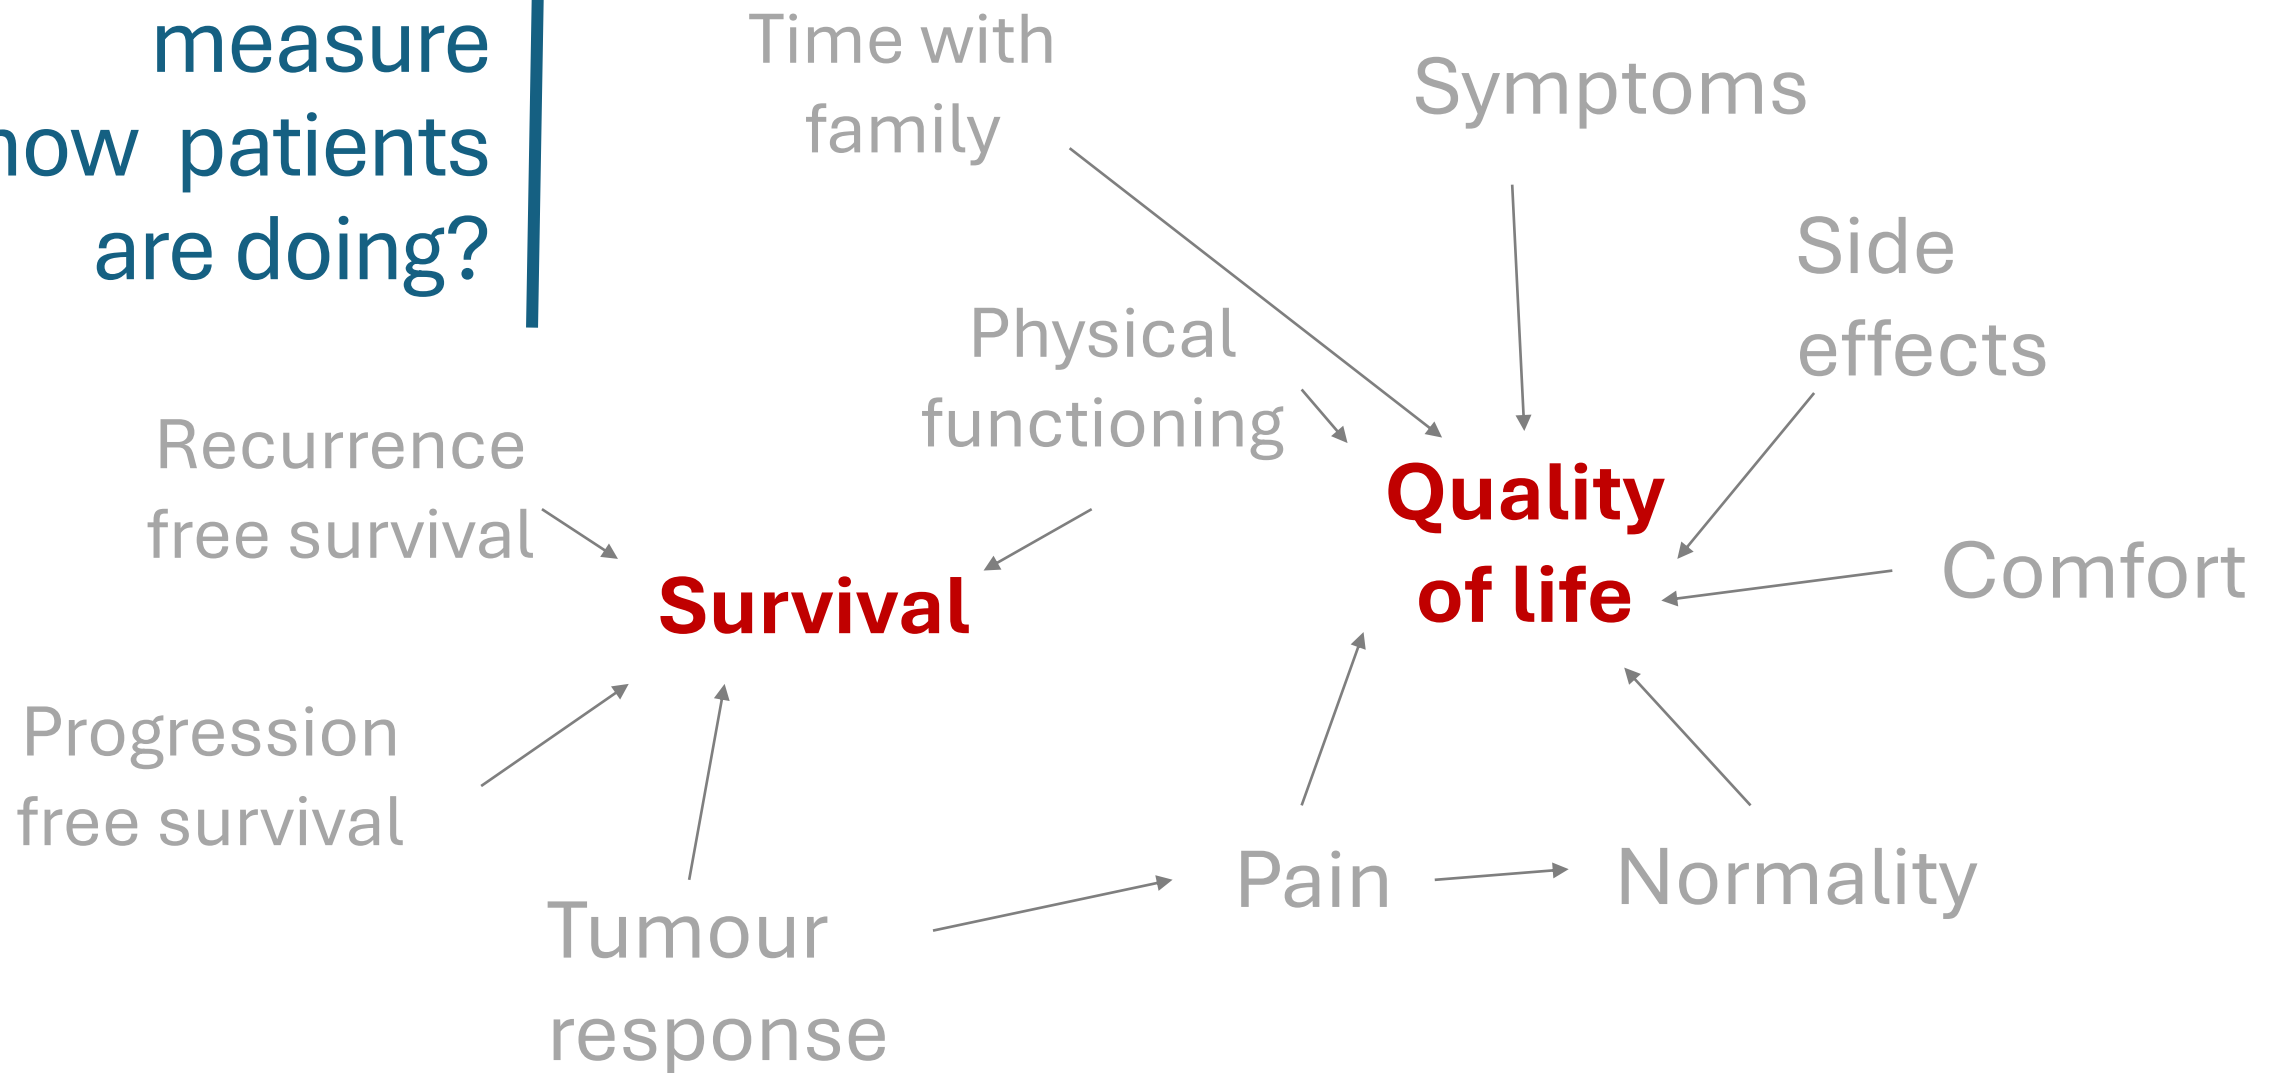 measure
now patients
are doing?
Time with
family
Symptoms
Side
effects
Physical
functioning
Recurrence
free survival
Quality
of life
Survival
Comfort
Progression
free survival
Pain
Normality
Tumour
response